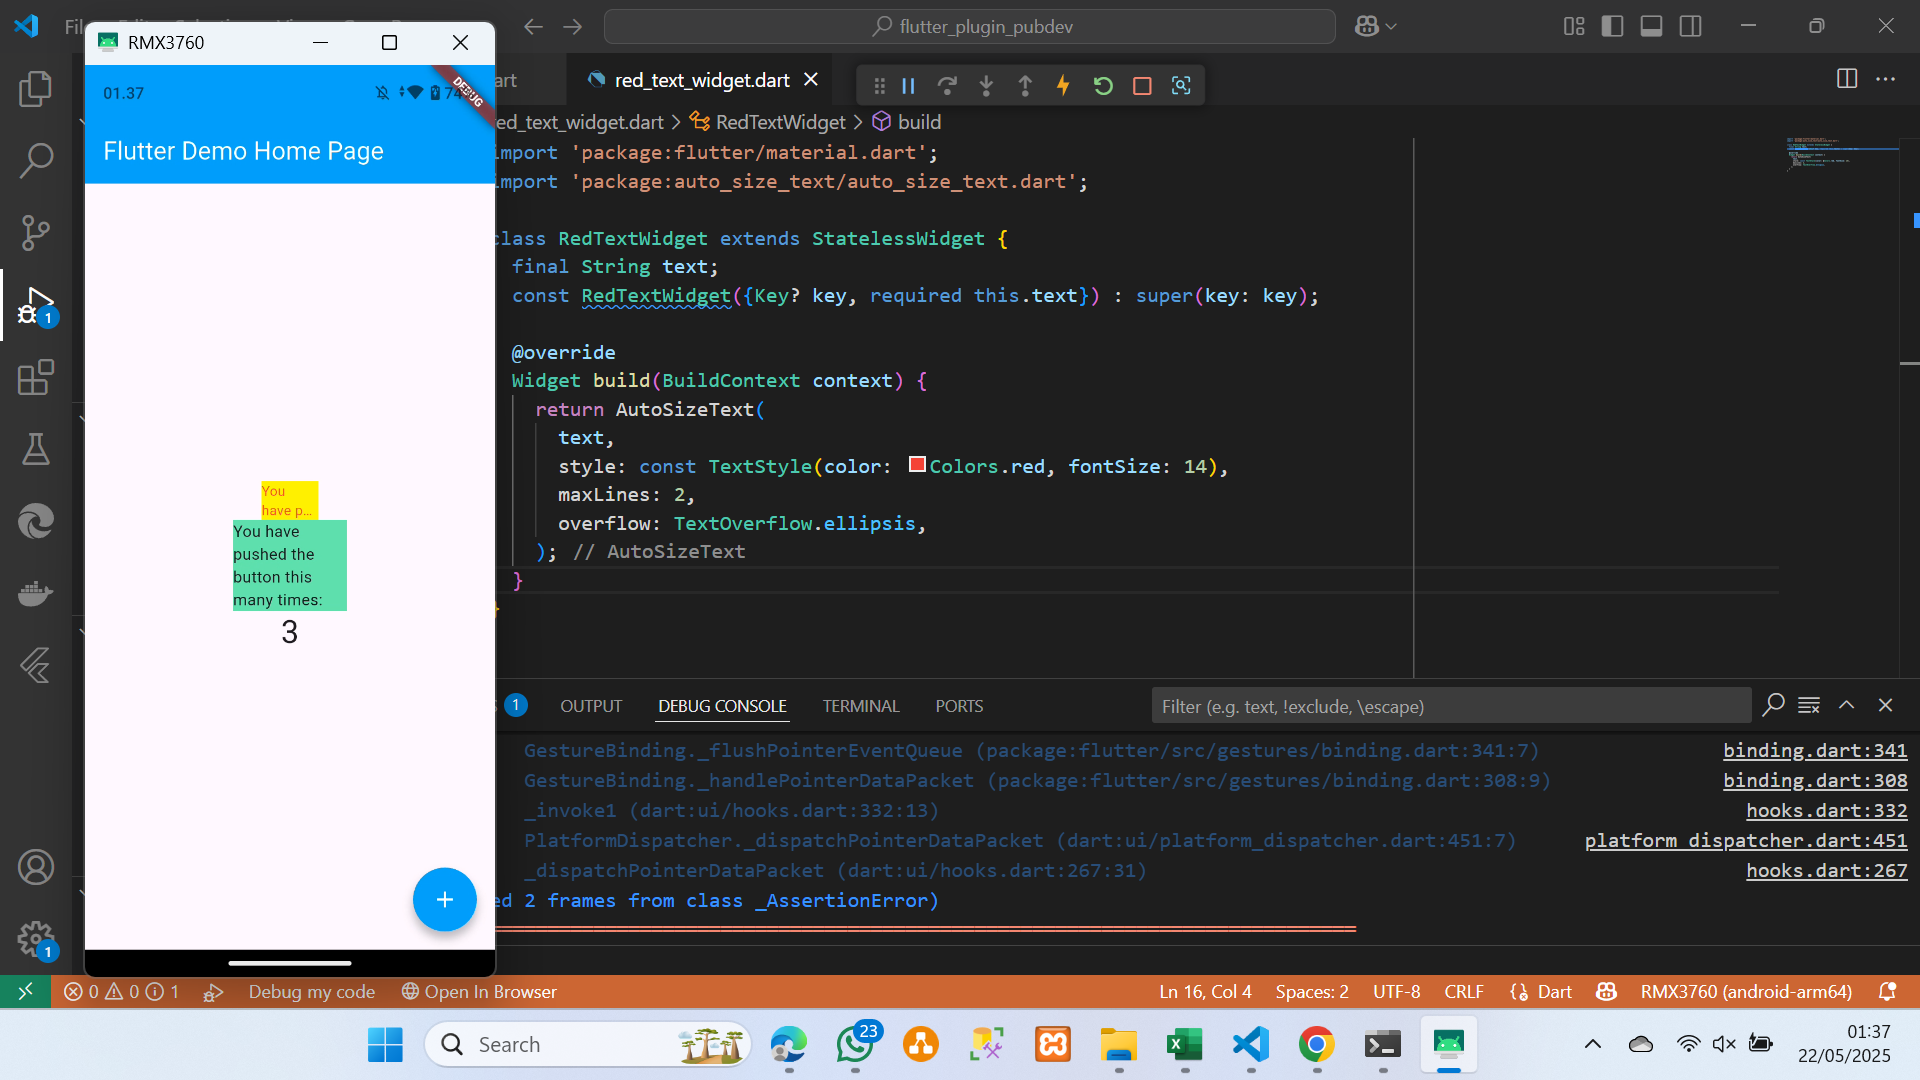 RMX3760
01.37
DEBUG
Flutter Demo Home Page
You
have p...
You have
pushed the
button this
many times:
3
+
flutter_plugin_pubdev
red_text_widget.dart
RedTextWidget
build
import 'package:flutter/material.dart';
import 'package:auto_size_text/auto_size_text.dart';
class RedTextWidget extends StatelessWidget {
final String text;
const RedTextWidget({Key? key, required this.text}) : super(key: key);
@override
Widget build(BuildContext context) {
return AutoSizeText(
text,
style: const TextStyle(color: Colors.red, fontSize: 14),
maxLines: 2,
overflow: TextOverflow.ellipsis,
); // AutoSizeText
}
1 OUTPUT DEBUG CONSOLE TERMINAL PORTS Filter (e.g. text, !exclude, \escape)
GestureBinding._flushPointerEventQueue (package:flutter/src/gestures/binding.dart:341:7) binding.dart:341
GestureBinding._handlePointerDataPacket (package:flutter/src/gestures/binding.dart:308:9) binding.dart:308
_invoke1 (dart:ui/hooks.dart:332:13) hooks.dart:332
PlatformDispatcher._dispatchPointerDataPacket (dart:ui/platform_dispatcher.dart:451:7) platform_dispatcher.dart:451
_dispatchPointerDataPacket (dart:ui/hooks.dart:267:31) hooks.dart:267
2 frames from class _AssertionError)
1
1
0 0 1 Debug my code Open In Browser Ln 16, Col 4 Spaces: 2 UTF-8 CRLF Dart RMX3760 (android-arm64)
Search
23
01:37
22/05/2025